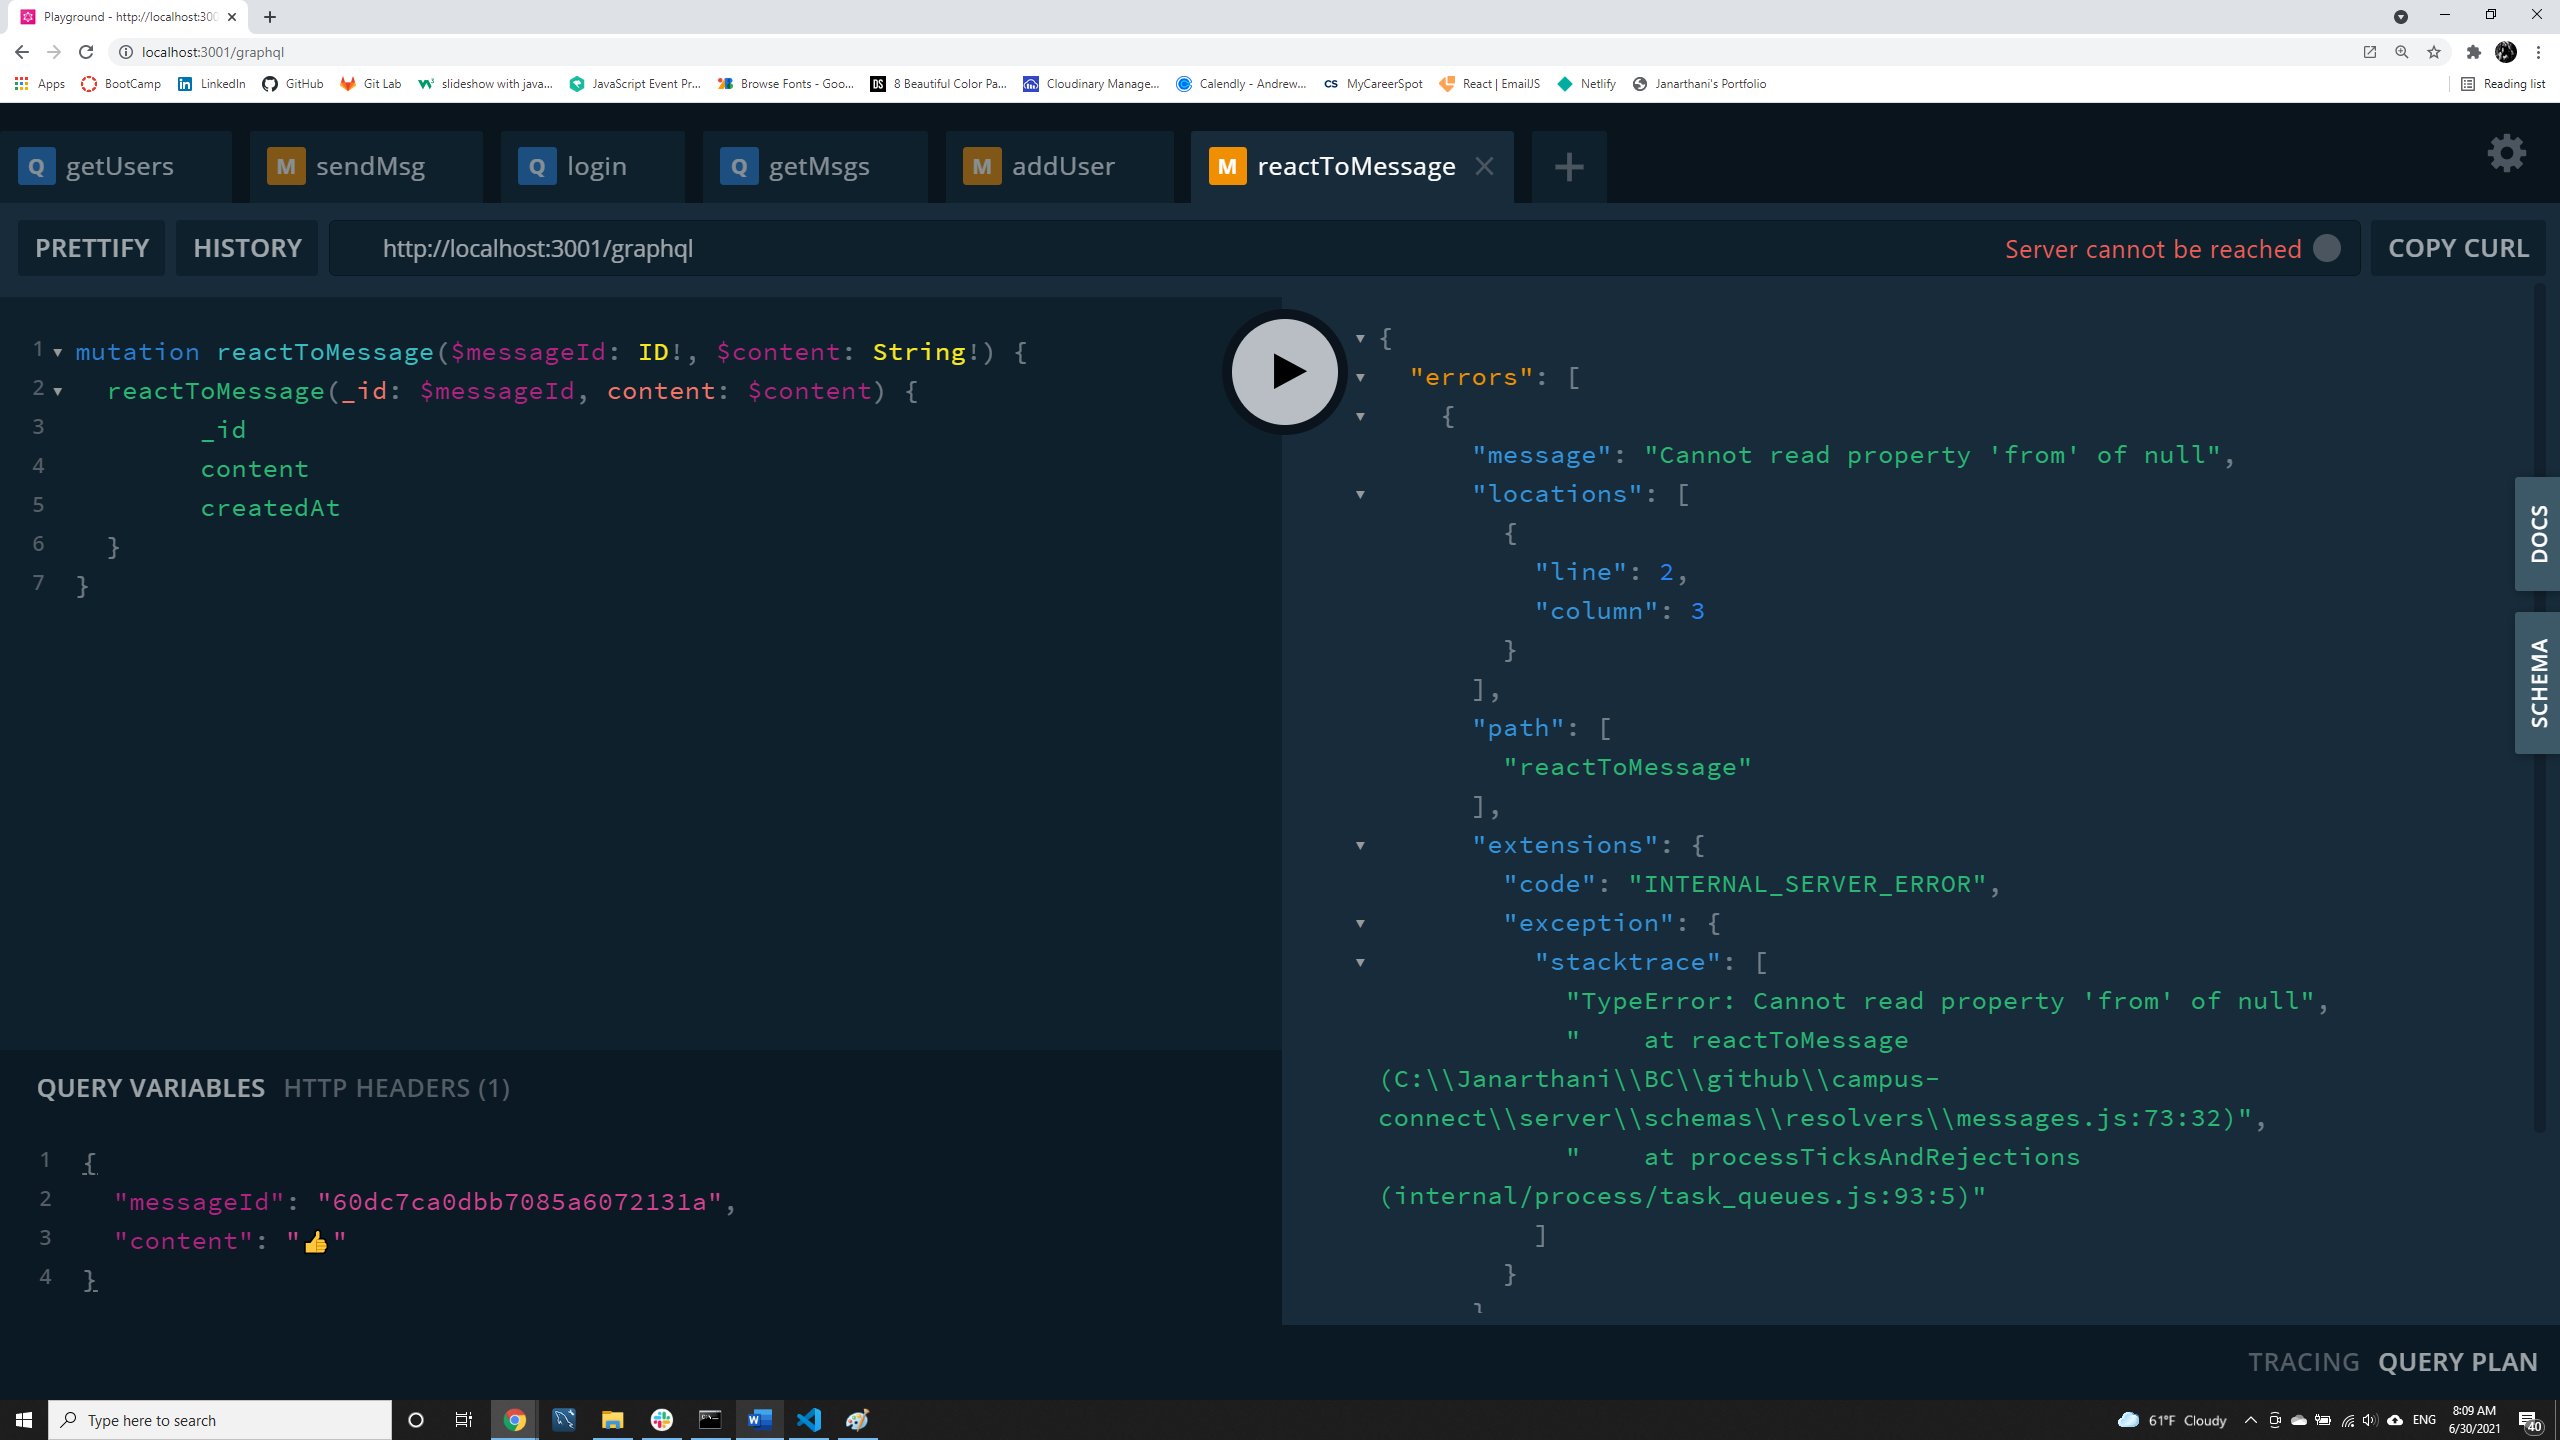 Playground - http://localhost:300
localhost:3001/graphql
Apps BootCamp LinkedIn GitHub Git Lab slideshow with java... JavaScript Event Pr... Browse Fonts - Goo... DS 8 Beautiful Color Pa... Cloudinary Manage... Calendly - Andrew... CS MyCareerSpot React | EmailJS Netlify Janarthani's Portfolio Reading list
Q getUsers M sendMsg Q login Q getMsgs M addUser M reactToMessage
PRETTIFY HISTORY http://localhost:3001/graphql Server cannot be reached COPY CURL
1 mutation reactToMessage($messageId: ID!, $content: String!) {
2 reactToMessage(_id: $messageId, content: $content) {
3 _id
4 content
5 createdAt
6 }
7 }
QUERY VARIABLES HTTP HEADERS (1)
1 {
2 "messageId": "60dc7ca0dbb7085a6072131a",
3 "content": "👍"
4 }
{
"errors": [
{
"message": "Cannot read property 'from' of null",
"locations": [
{
"line": 2,
"column": 3
}
],
"path": [
"reactToMessage"
],
"extensions": {
"code": "INTERNAL_SERVER_ERROR",
"exception": {
"stacktrace": [
"TypeError: Cannot read property 'from' of null",
"    at reactToMessage
(C:\\Janarthani\\BC\\github\\campus-
connect\\server\\schemas\\resolvers\\messages.js:73:32)",
"    at processTicksAndRejections
(internal/process/task_queues.js:93:5)"
]
}
}
DOCS
SCHEMA
TRACING QUERY PLAN
Type here to search
61°F Cloudy
ENG
8:09 AM
6/30/2021
40